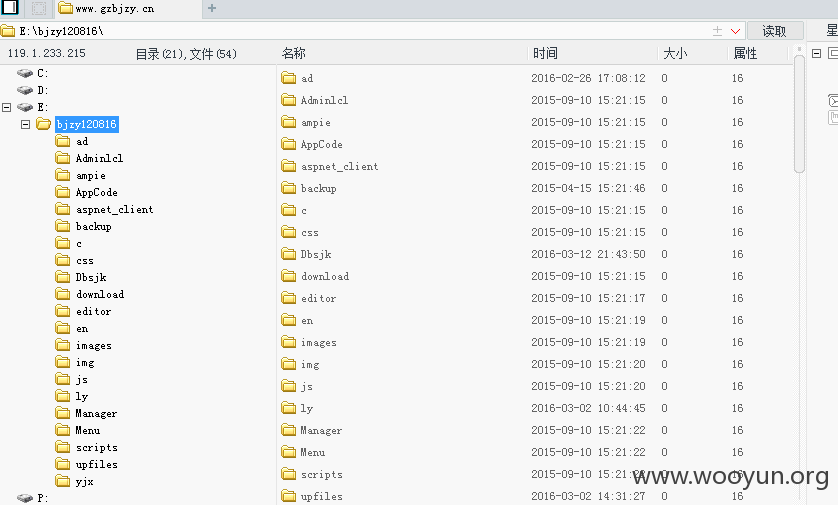 www.gzbjzy.cn
E:\bjzy120816\ 读取
119.1.233.215 目录(21),文件(54) 名称 时间 大小 属性
C:
D:
E:
bjzy120816
ad
Adminlcl
ampie
AppCode
aspnet_client
backup
c
css
Dbsjk
download
editor
en
images
img
js
ly
Manager
Menu
scripts
upfiles
yjx
P:
ad 2016-02-26 17:08:12 0 16
Adminlcl 2015-09-10 15:21:15 0 16
ampie 2015-09-10 15:21:15 0 16
AppCode 2015-09-10 15:21:15 0 16
aspnet_client 2015-09-10 15:21:15 0 16
backup 2015-04-15 15:21:46 0 16
c 2015-09-10 15:21:15 0 16
css 2015-09-10 15:21:15 0 16
Dbsjk 2016-03-12 21:43:50 0 16
download 2015-09-10 15:21:15 0 16
editor 2015-09-10 15:21:17 0 16
en 2015-09-10 15:21:19 0 16
images 2015-09-10 15:21:19 0 16
img 2015-09-10 15:21:20 0 16
js 2015-09-10 15:21:20 0 16
ly 2016-03-02 10:44:45 0 16
Manager 2015-09-10 15:21:22 0 16
Menu 2015-09-10 15:21:22 0 16
scripts 2015-09-10 0 16
upfiles 2016-03-02 14:31:27 0 16
www.wooyun.org